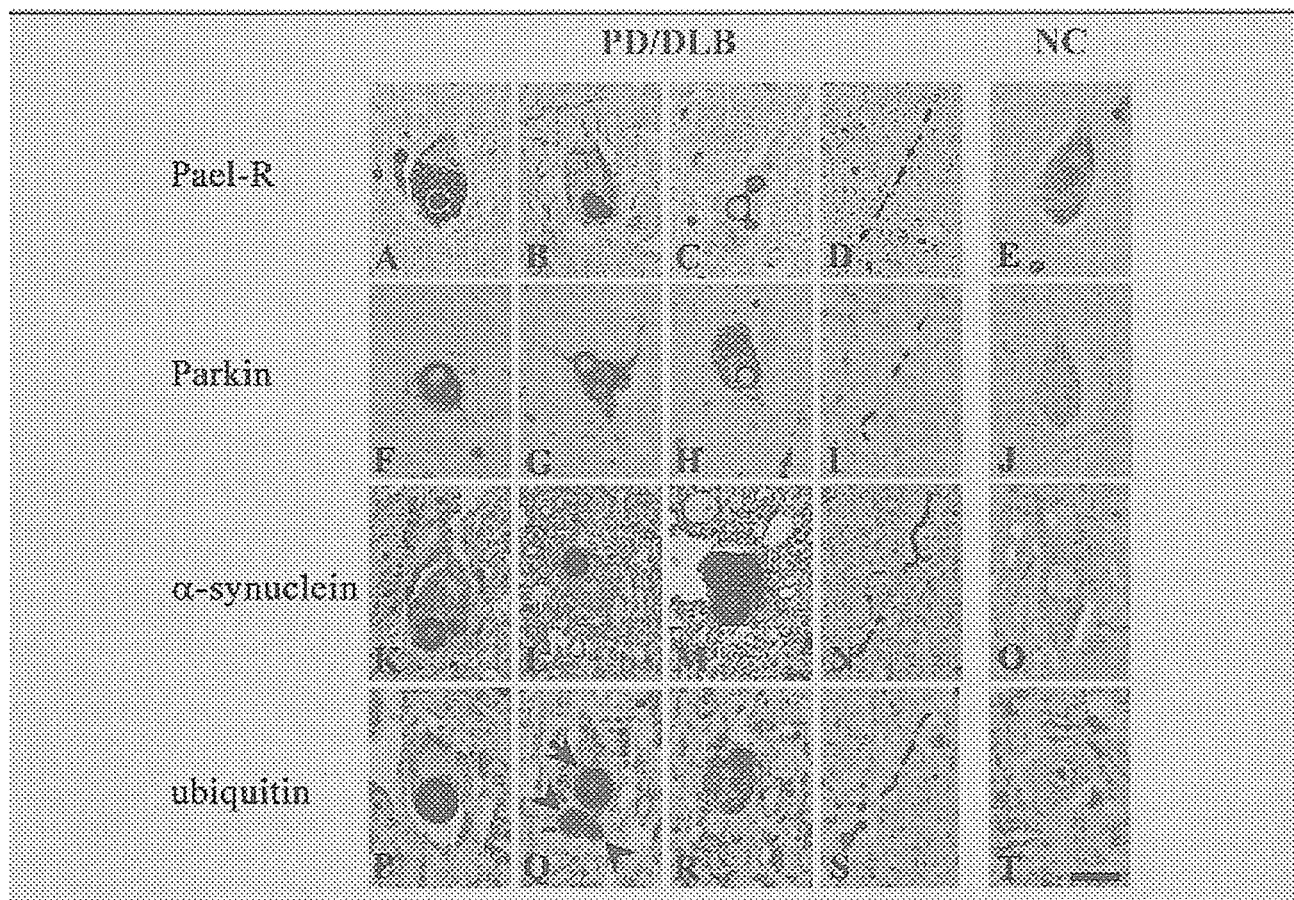 PD/DLB NC
Pael-R
A B C D E
Parkin
F G H I J
α-synuclein
K L M N O
ubiquitin
P Q R S T